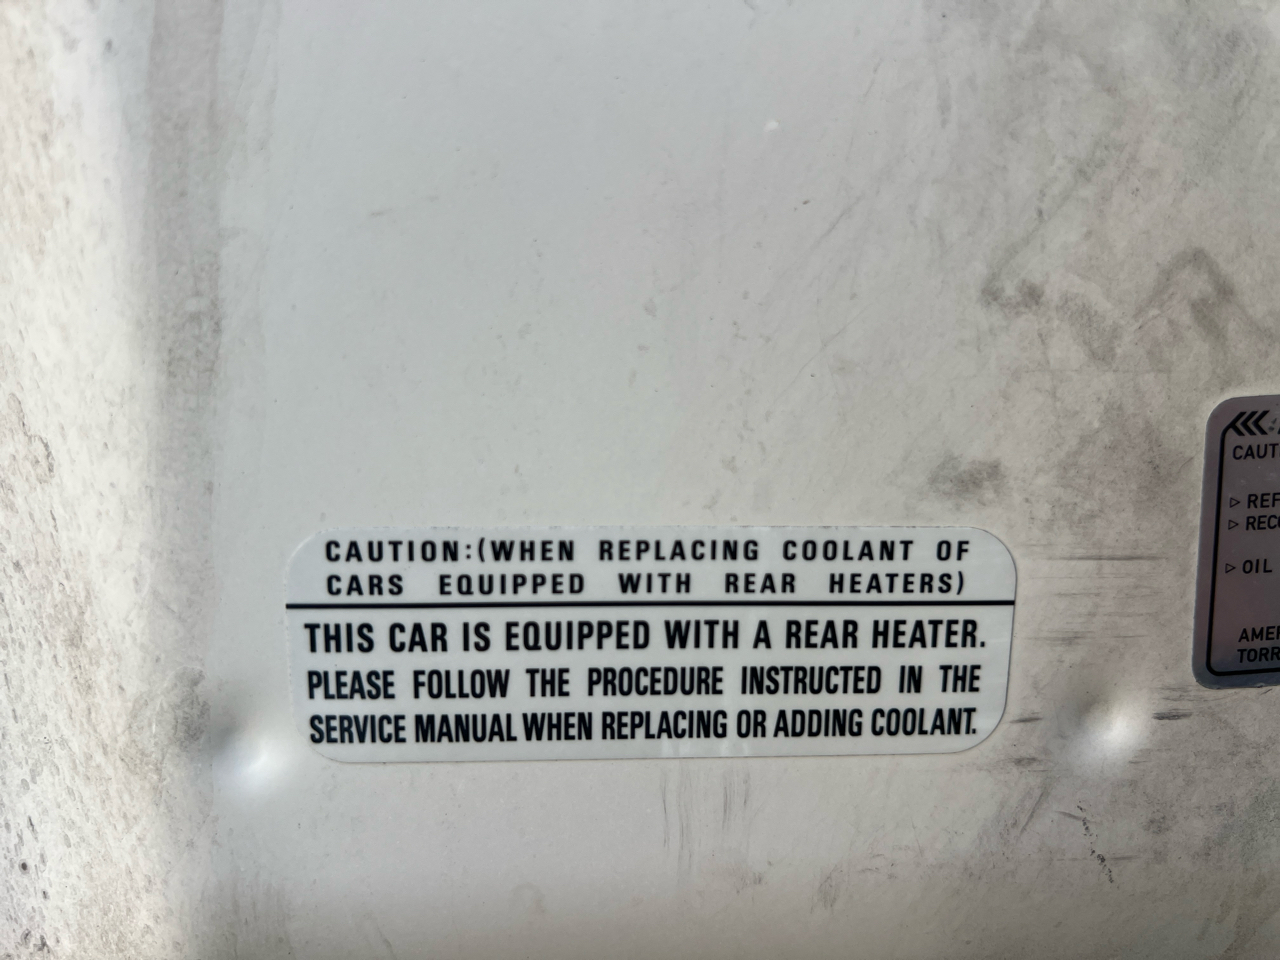 CAUTION:(WHEN REPLACING COOLANT OF
CARS EQUIPPED WITH REAR HEATERS)
THIS CAR IS EQUIPPED WITH A REAR HEATER.
PLEASE FOLLOW THE PROCEDURE INSTRUCTED IN THE
SERVICE MANUAL WHEN REPLACING OR ADDING COOLANT.
OIL